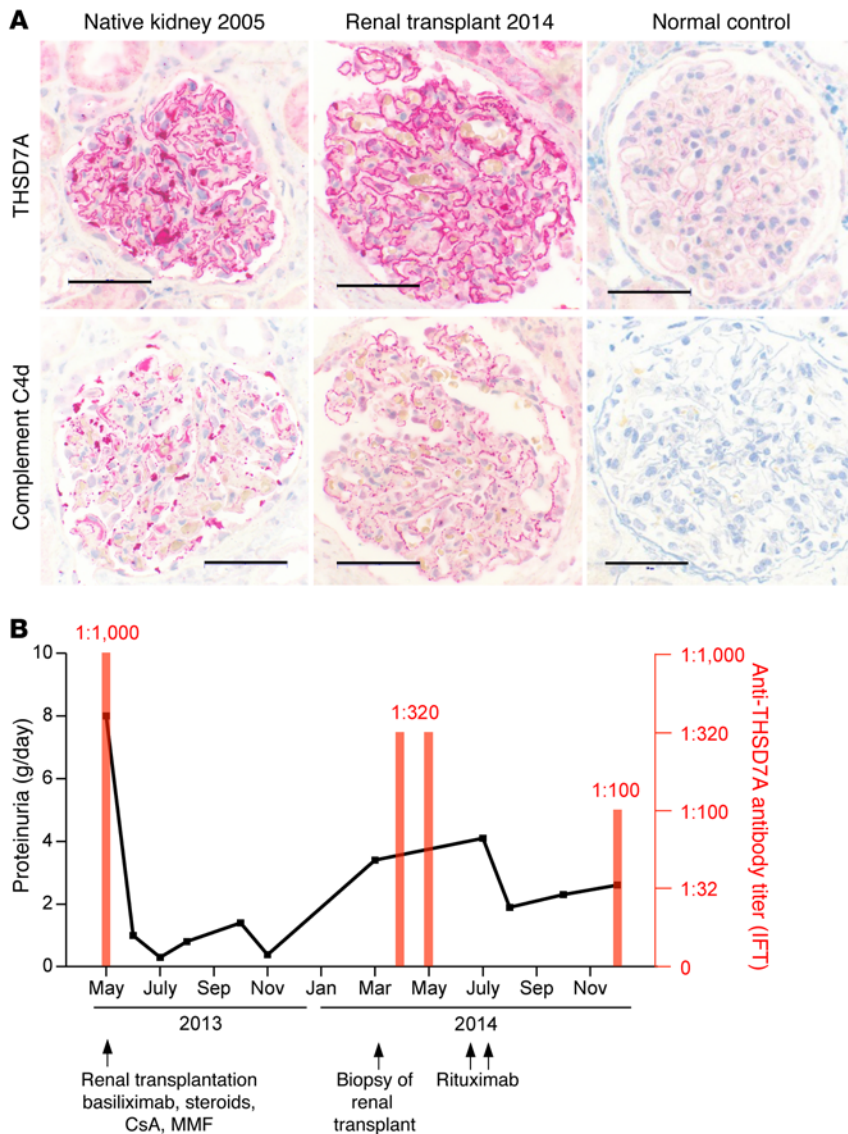 A
Native kidney 2005
Renal transplant 2014
Normal control
THSD7A
Complement C4d
B
1:1,000
1:320
1:100
Proteinuria (g/day)
10
8
6
4
2
0
1:1,000
1:320
1:100
1:32
0
Anti-THSD7A antibody titer (IFT)
May July Sep Nov Jan Mar May July Sep Nov
2013 2014
Renal transplantation
basiliximab, steroids,
CsA, MMF
Biopsy of
renal
transplant
Rituximab